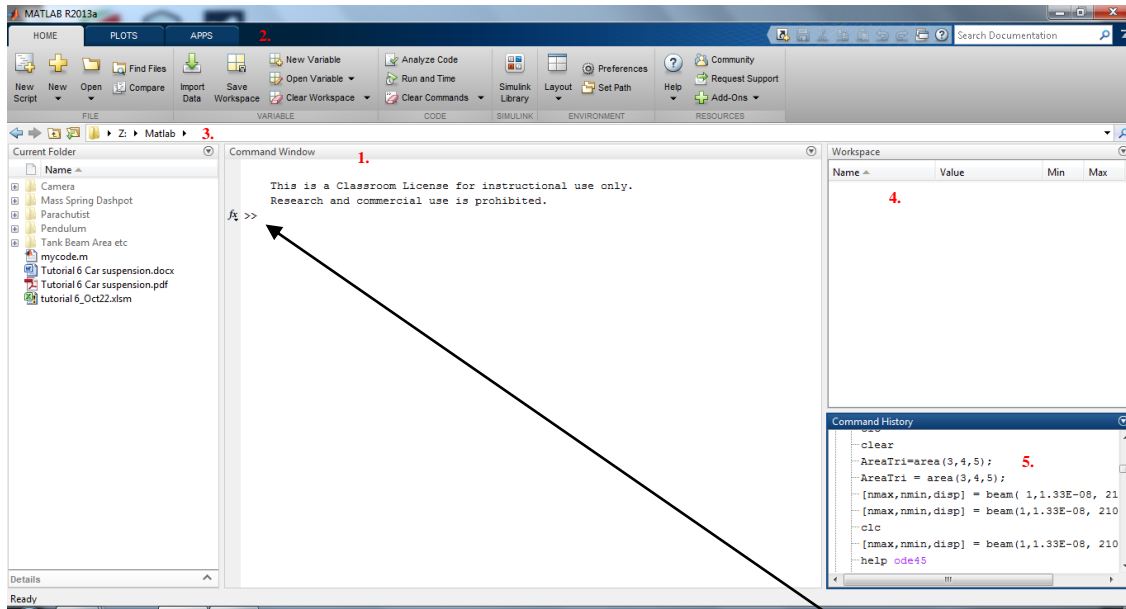 MATLAB R2013a
HOME PLOTS APPS 2. Search Documentation
New Script New Open Find Files Compare Import Data Save Workspace New Variable Open Variable Clear Workspace Analyze Code Run and Time Clear Commands Simulink Library Layout Preferences Set Path Help Community Request Support Add-Ons
FILE VARIABLE CODE SIMULINK ENVIRONMENT RESOURCES
Z: Matlab 3.
Current Folder
Name
Camera
Mass Spring Dashpot
Parachutist
Pendulum
Tank Beam Area etc
mycode.m
Tutorial 6 Car suspension.docx
Tutorial 6 Car suspension.pdf
tutorial 6_Oct22.xlsm
Details
Command Window 1.
This is a Classroom License for instructional use only.
Research and commercial use is prohibited.
fx >>
Workspace
Name Value Min Max
4.
Command History
clear
AreaTri=area(3,4,5); 5.
AreaTri = area(3,4,5);
[nmax,nmin,disp] = beam( 1,1.33E-08, 21
[nmax,nmin,disp] = beam(1,1.33E-08, 210
clc
[nmax,nmin,disp] = beam(1,1.33E-08, 210
help ode45
Ready